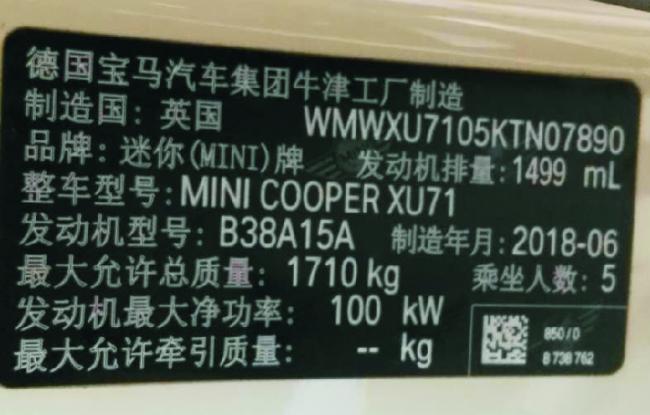 德国宝马汽车集团牛津工厂制造
制造国：英国 WMWXU7105KTN07890
品牌：迷你(MINI)牌 发动机排量：1499 mL
整车型号：MINI COOPER XU71
发动机型号：B38A15A 制造年月：2018-06
最大允许总质量：1710 kg 乘坐人数：5
发动机最大净功率：100 kW
最大允许牵引质量：-- kg
850/0
8 738 762